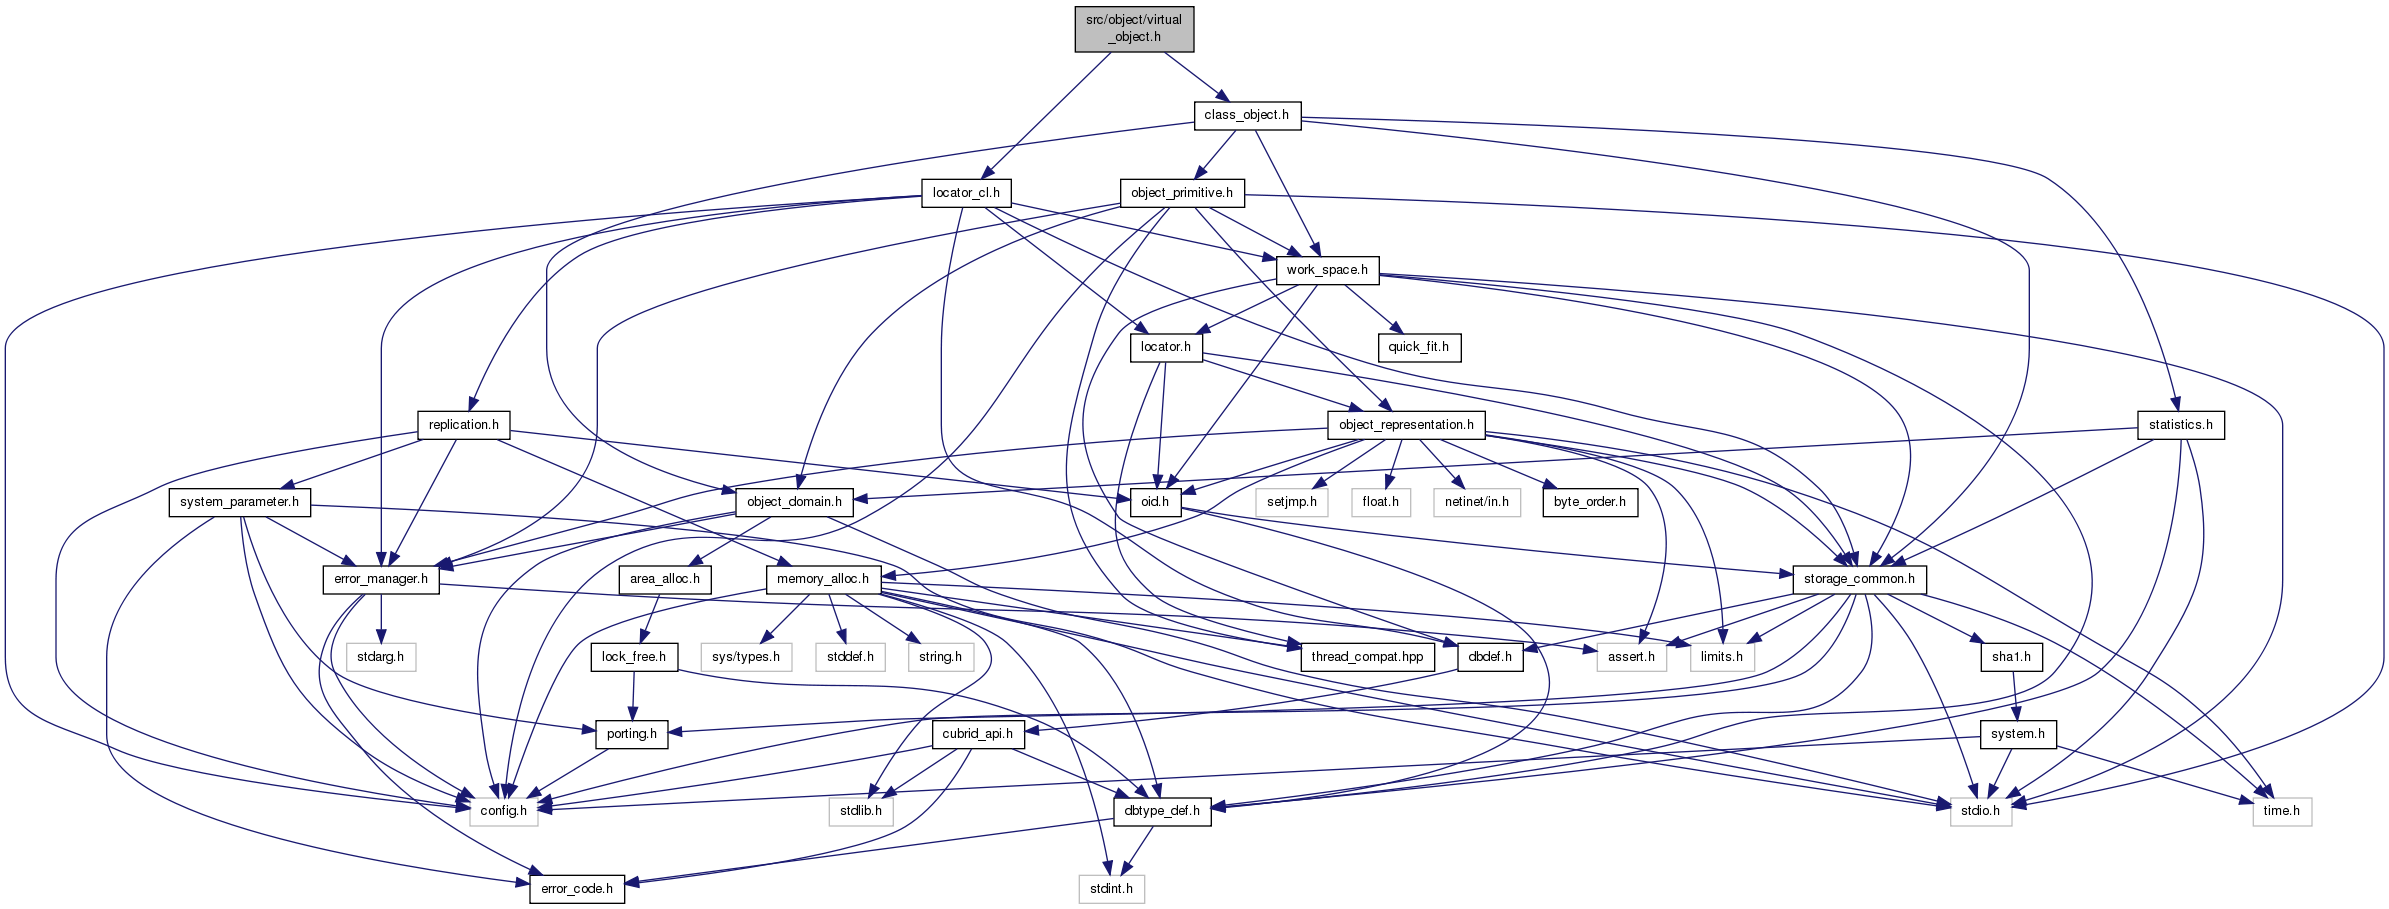 src/object/virtual
_object.h
class_object.h
locator_cl.h
object_primitive.h
work_space.h
locator.h
quick_fit.h
replication.h
object_representation.h
statistics.h
system_parameter.h
object_domain.h
oid.h
setjmp.h
float.h
netinet/in.h
byte_order.h
error_manager.h
area_alloc.h
memory_alloc.h
storage_common.h
stdarg.h
lock_free.h
sys/types.h
stddef.h
string.h
thread_compat.hpp
dbdef.h
assert.h
limits.h
sha1.h
porting.h
cubrid_api.h
system.h
config.h
stdlib.h
dbtype_def.h
stdio.h
time.h
error_code.h
stdint.h